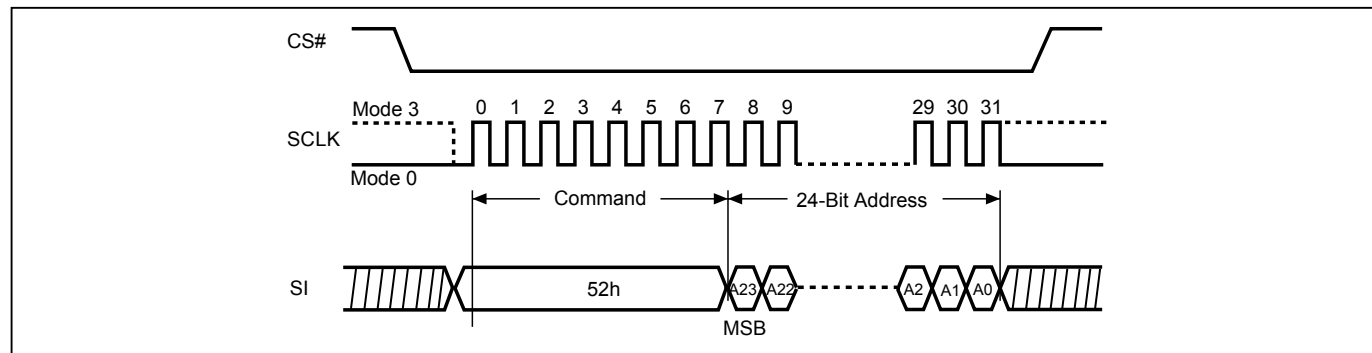 CS#
Mode 3
0 1 2 3 4 5 6 7 8 9 29 30 31
SCLK
Mode 0
Command 24-Bit Address
SI 52h A23 A22 A2 A1 A0
MSB